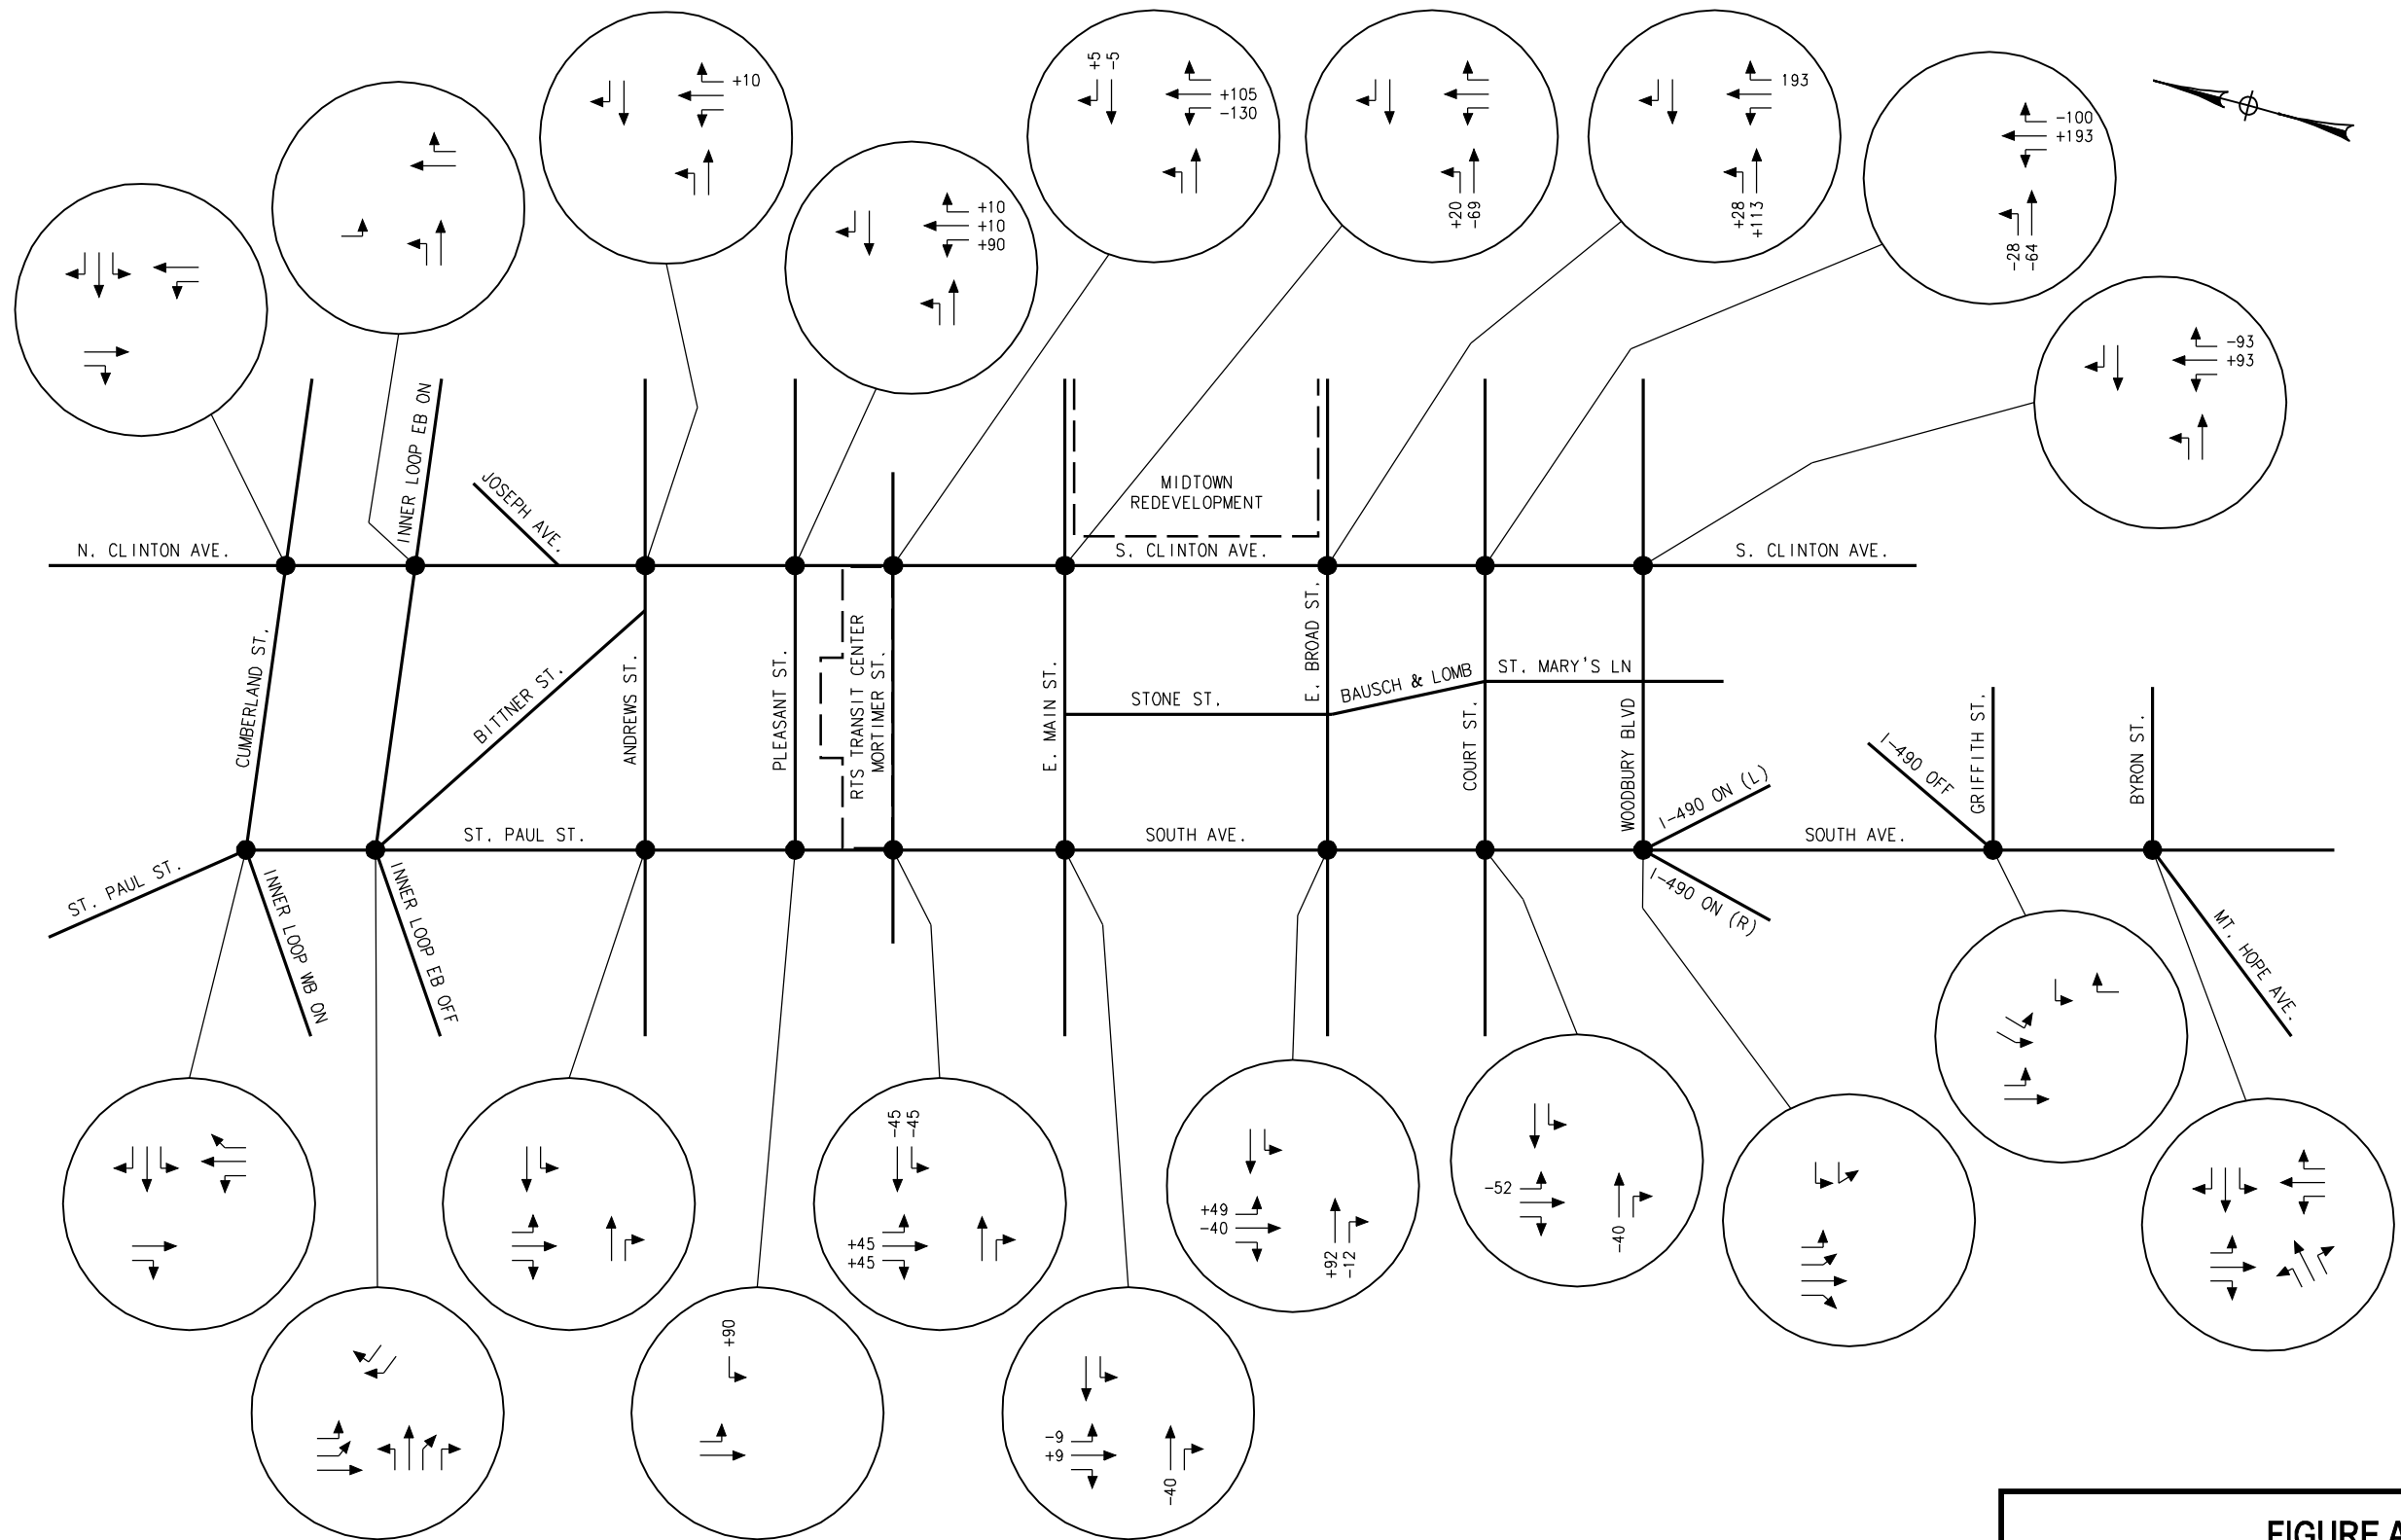 +10
+5
-5
+105
-130
193
-100
+193
+10
+10
+90
+20
-69
+28
+113
-28
-64
-93
+93
N. CLINTON AVE.
INNER LOOP EB ON
JOSEPH AVE.
MIDTOWN
REDEVELOPMENT
S. CLINTON AVE.
S. CLINTON AVE.
CUMBERLAND ST.
BITTNER ST.
ANDREWS ST.
PLEASANT ST.
RTS TRANSIT CENTER
MORTIMER ST.
E. MAIN ST.
STONE ST.
E. BROAD ST.
BAUSCH & LOMB
ST. MARY'S LN
COURT ST.
WOODBURY BLVD
I-490 ON (L)
I-490 OFF
GRIFFITH ST.
BYRON ST.
ST. PAUL ST.
SOUTH AVE.
SOUTH AVE.
ST. PAUL ST.
INNER LOOP WB ON
INNER LOOP EB OFF
I-490 ON (R)
MT. HOPE AVE.
-45
-45
+45
+45
+49
-40
+92
-12
-52
-40
+90
-9
+9
-40
FIGURE A